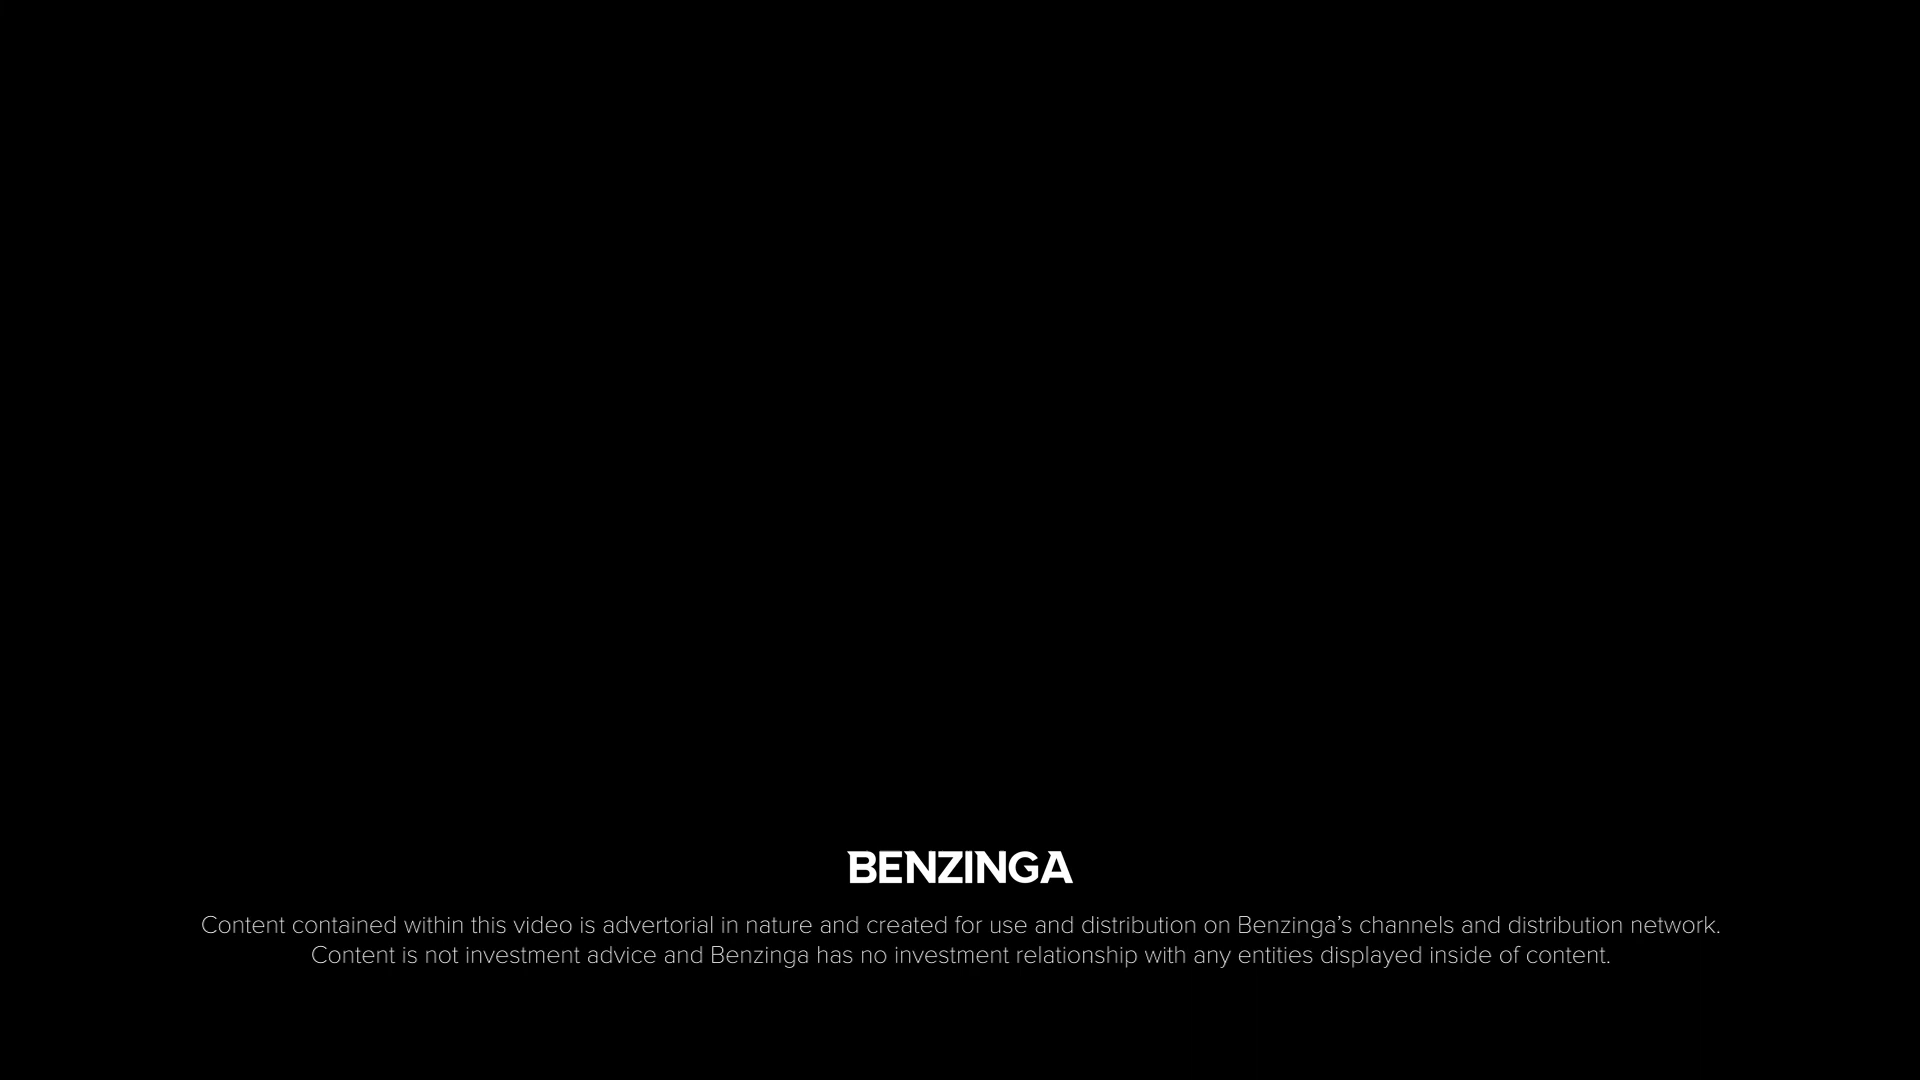 BENZINGA
Content contained within this video is advertorial in nature and created for use and distribution on Benzinga’s channels and distribution network.
Content is not investment advice and Benzinga has no investment relationship with any entities displayed inside of content.